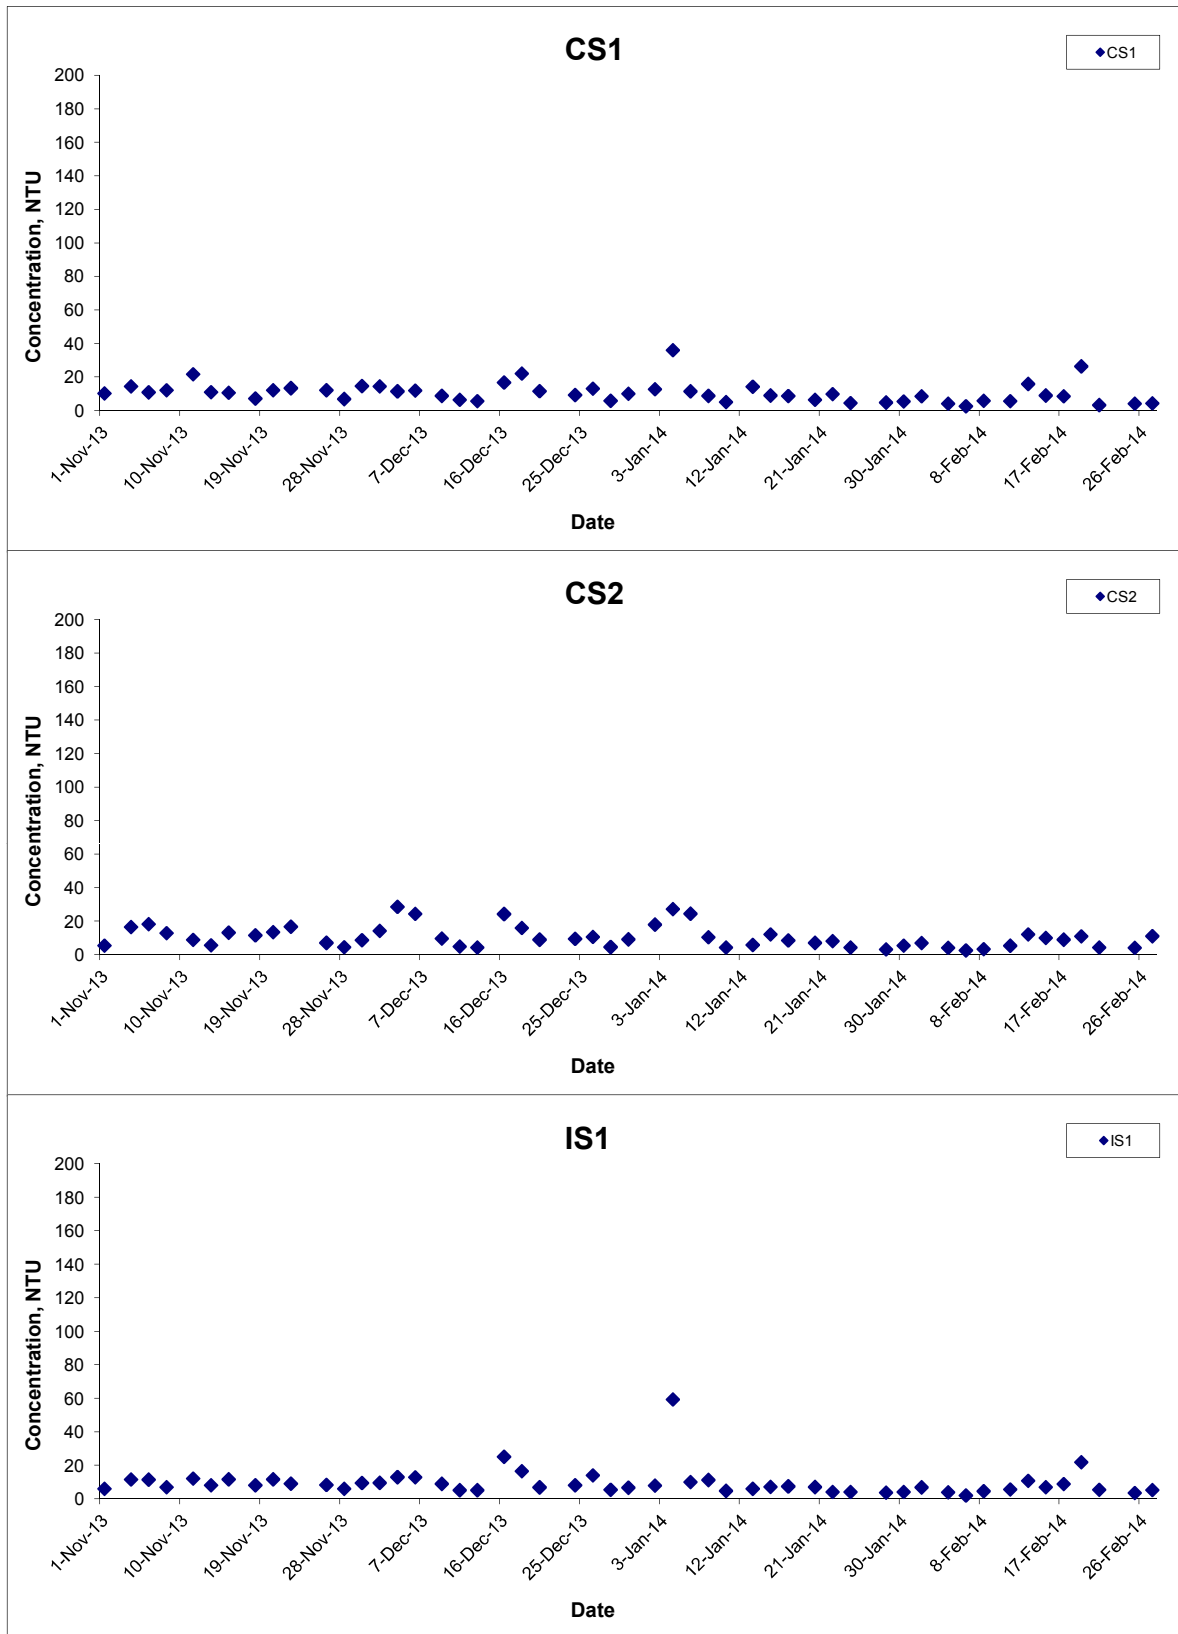 CS1
CS1
200
180
160
140
120
100
80
60
40
20
0
Concentration, NTU
1-Nov-13
10-Nov-13
19-Nov-13
28-Nov-13
7-Dec-13
16-Dec-13
25-Dec-13
3-Jan-14
12-Jan-14
21-Jan-14
30-Jan-14
8-Feb-14
17-Feb-14
26-Feb-14
Date
CS2
CS2
200
180
160
140
120
100
80
60
40
20
0
Concentration, NTU
1-Nov-13
10-Nov-13
19-Nov-13
28-Nov-13
7-Dec-13
16-Dec-13
25-Dec-13
3-Jan-14
12-Jan-14
21-Jan-14
30-Jan-14
8-Feb-14
17-Feb-14
26-Feb-14
Date
IS1
IS1
200
180
160
140
120
100
80
60
40
20
0
Concentration, NTU
1-Nov-13
10-Nov-13
19-Nov-13
28-Nov-13
7-Dec-13
16-Dec-13
25-Dec-13
3-Jan-14
12-Jan-14
21-Jan-14
30-Jan-14
8-Feb-14
17-Feb-14
26-Feb-14
Date